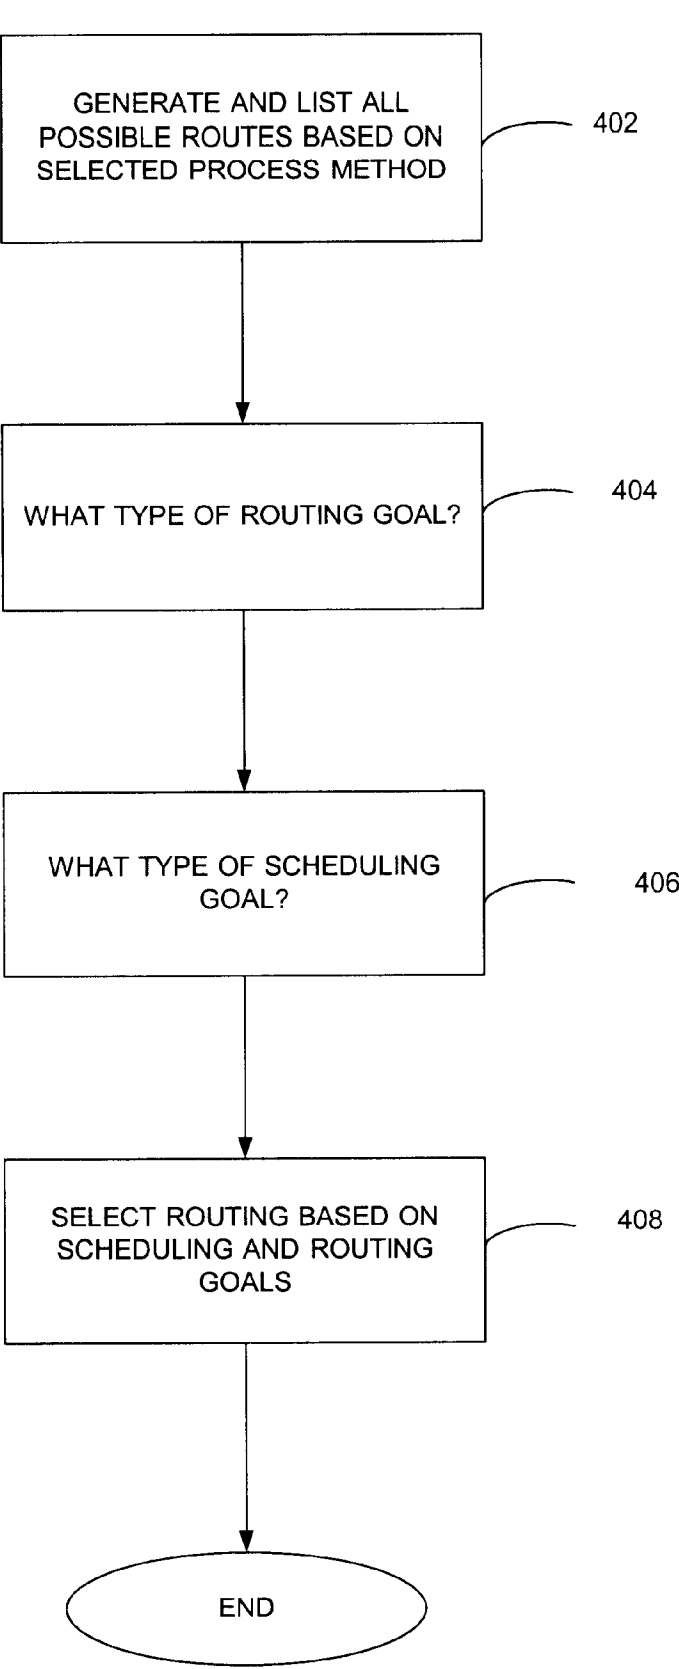 GENERATE AND LIST ALL
POSSIBLE ROUTES BASED ON
SELECTED PROCESS METHOD
402
WHAT TYPE OF ROUTING GOAL?
404
WHAT TYPE OF SCHEDULING
GOAL?
406
SELECT ROUTING BASED ON
SCHEDULING AND ROUTING
GOALS
408
END